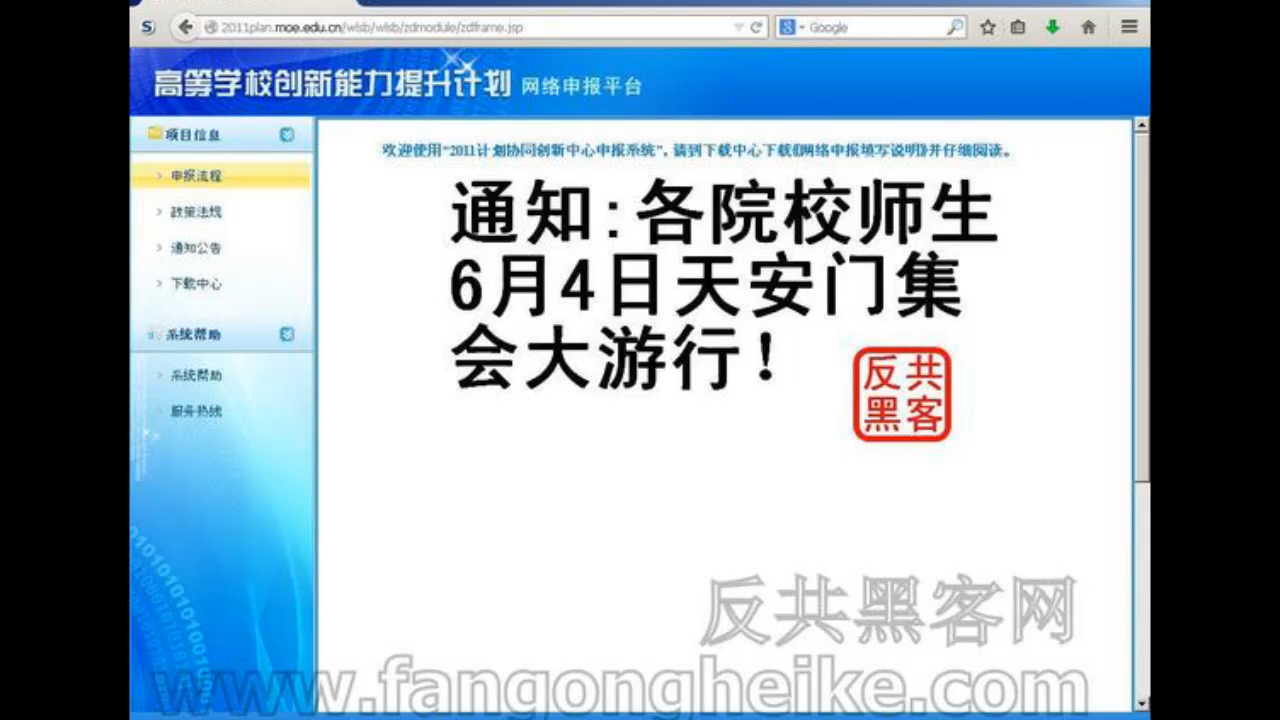 2011plan.moe.edu.cn/wlsb/wlsb/zdmodule/zdframe.jsp
Google
高等学校创新能力提升计划 网络申报平台
项目信息
申报流程
政策法规
通知公告
下载中心
系统帮助
系统帮助
服务热线
欢迎使用“2011计划协同创新中心申报系统”，请到下载中心下载《网络申报填写说明》并仔细阅读。
通知:各院校师生
6月4日天安门集
会大游行！
反共
黑客
反共黑客网
www.fangongheike.com